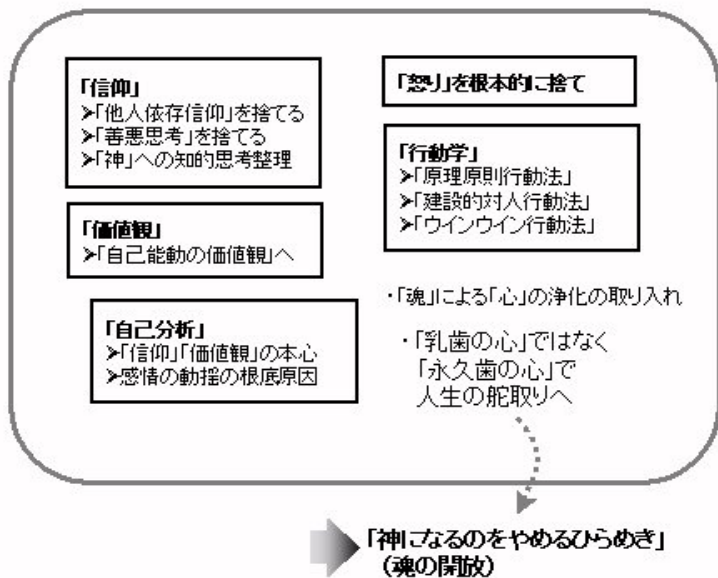 「信仰」
➢「他人依存信仰」を捨てる
➢「善悪思考」を捨てる
➢「神」への知的思考整理
「価値観」
➢「自己能動の価値観」へ
「自己分析」
➢「信仰」「価値観」の本心
➢感情の動揺の根底原因
「怒り」を根本的に捨て
「行動学」
➢「原理原則行動法」
➢「建設的対人行動法」
➢「ウインウイン行動法」
・「魂」による「心」の浄化の取り入れ
・「乳歯の心」ではなく
「永久歯の心」で
人生の舵取りへ
「神になるのをやめるひらめき」
（魂の開放）